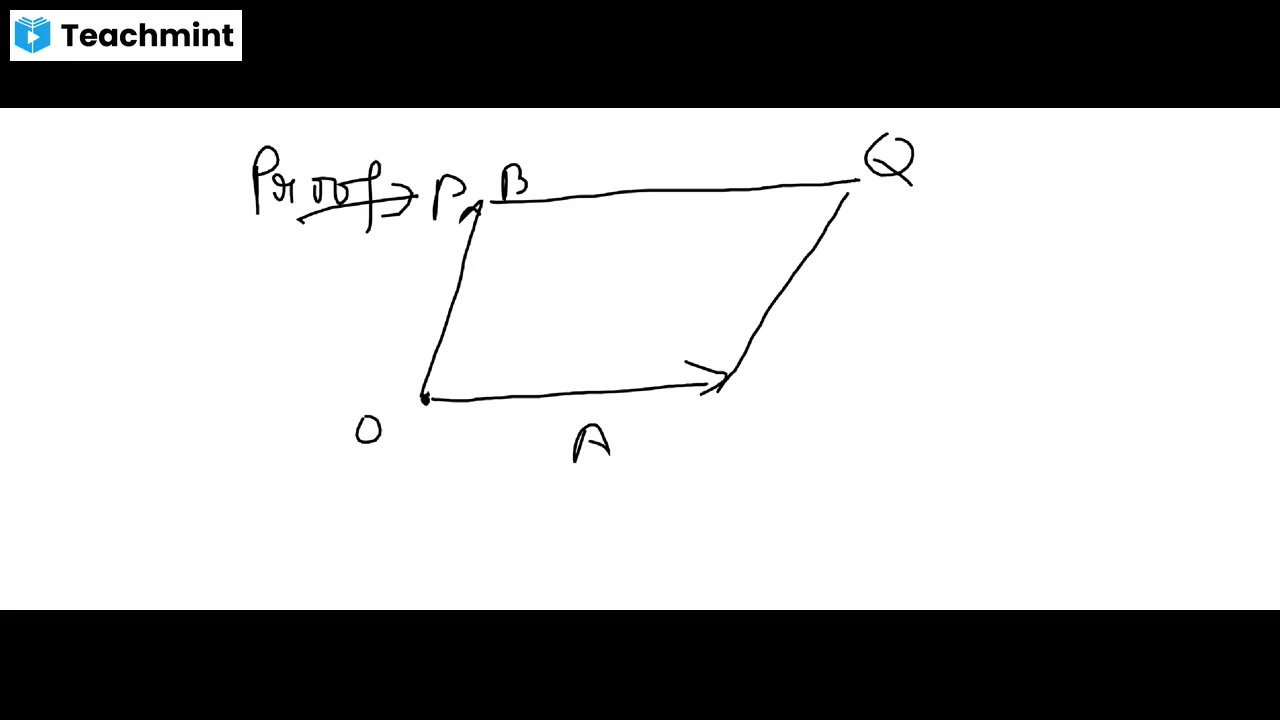 Teachmint
Proof → P B Q
O
A